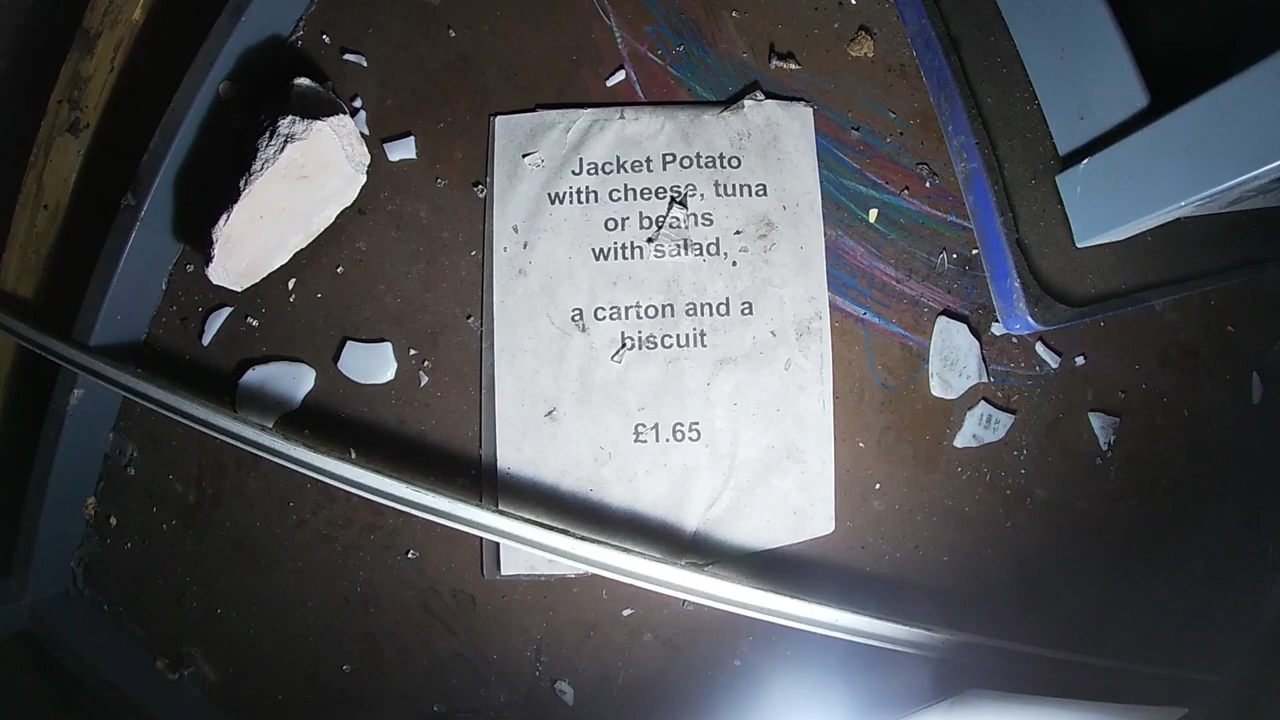 Jacket Potato
with cheese, tuna
or beans
with salad,
a carton and a
biscuit
£1.65